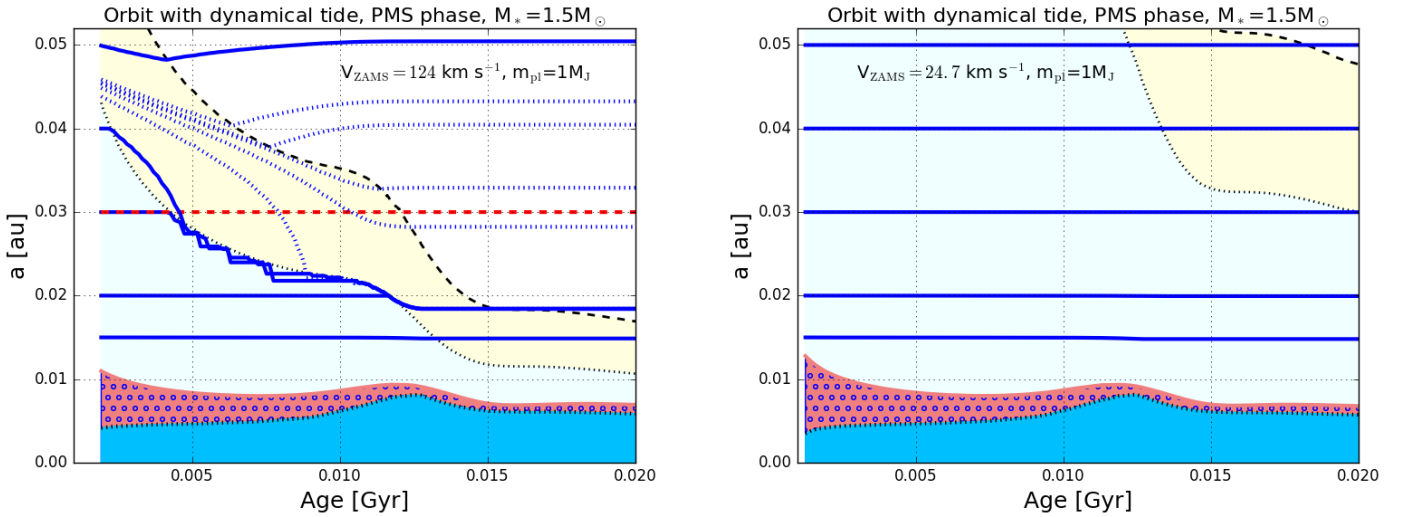 Orbit with dynamical tide, PMS phase, M*=1.5M⊙
V_ZAMS = 124 km s⁻¹, m_pl=1M_J
a [au]
0.05
0.04
0.03
0.02
0.01
0.00
0.005
0.010
0.015
0.020
Age [Gyr]
Orbit with dynamical tide, PMS phase, M*=1.5M⊙
V_ZAMS = 24.7 km s⁻¹, m_pl=1M_J
a [au]
0.05
0.04
0.03
0.02
0.01
0.00
0.005
0.010
0.015
0.020
Age [Gyr]